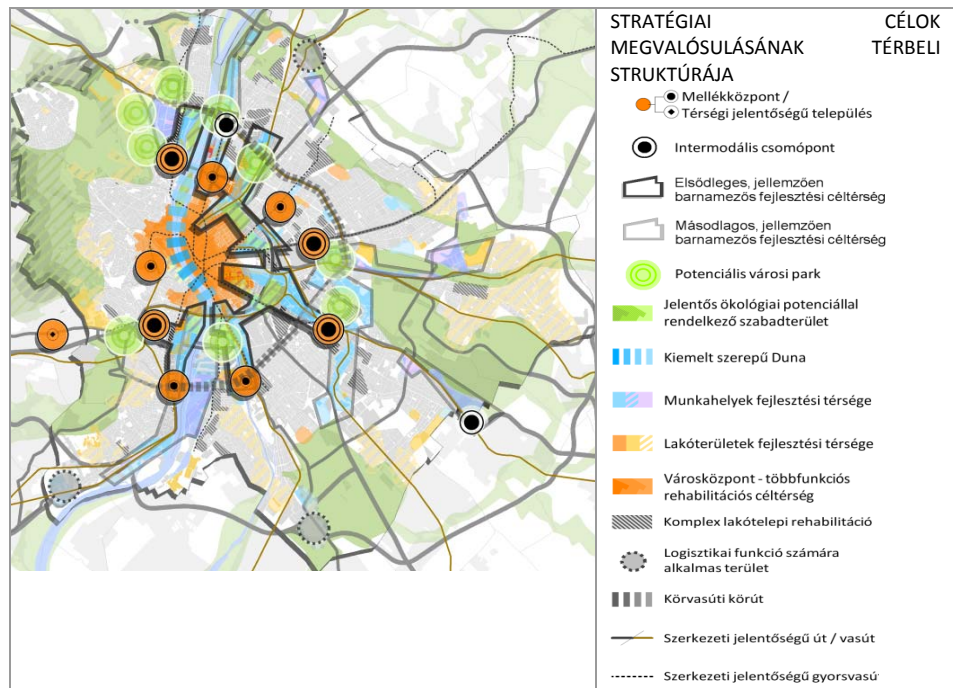 STRATÉGIAI CÉLOK
MEGVALÓSULÁSÁNAK TÉRBELI
STRUKTÚRÁJA
Mellékközpont /
Térségi jelentőségű település
Intermodális csomópont
Elsődleges, jellemzően
barnamezős fejlesztési céltérség
Másodlagos, jellemzően
barnamezős fejlesztési céltérség
Potenciális városi park
Jelentős ökológiai potenciállal
rendelkező szabadterület
Kiemelt szerepű Duna
Munkahelyek fejlesztési térsége
Lakóterületek fejlesztési térsége
Városközpont - többfunkciós
rehabilitációs céltérség
Komplex lakótelepi rehabilitáció
Logisztikai funkció számára
alkalmas terület
Körvasúti körút
Szerkezeti jelentőségű út / vasút
Szerkezeti jelentőségű gyorsvasú